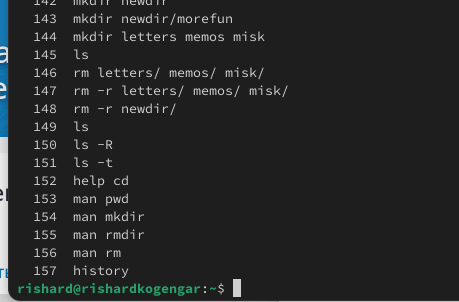 142  mkdir newdir
143  mkdir newdir/morefun
144  mkdir letters memos misk
145  ls
146  rm letters/ memos/ misk/
147  rm -r letters/ memos/ misk/
148  rm -r newdir/
149  ls
150  ls -R
151  ls -t
152  help cd
153  man pwd
154  man mkdir
155  man rmdir
156  man rm
157  history
rishard@rishardkogengar:~$